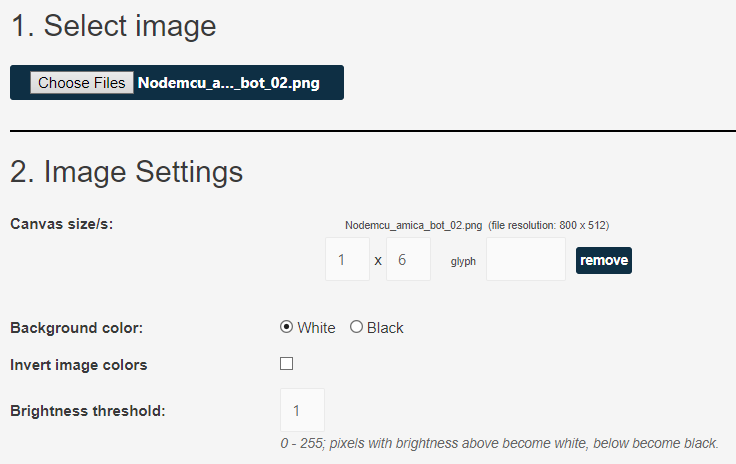 1. Select image
Choose Files Nodemcu_a..._bot_02.png
2. Image Settings
Canvas size/s:
Nodemcu_amica_bot_02.png (file resolution: 800 x 512)
1 x 6 glyph remove
Background color: White Black
Invert image colors
Brightness threshold: 1
0 - 255; pixels with brightness above become white, below become black.